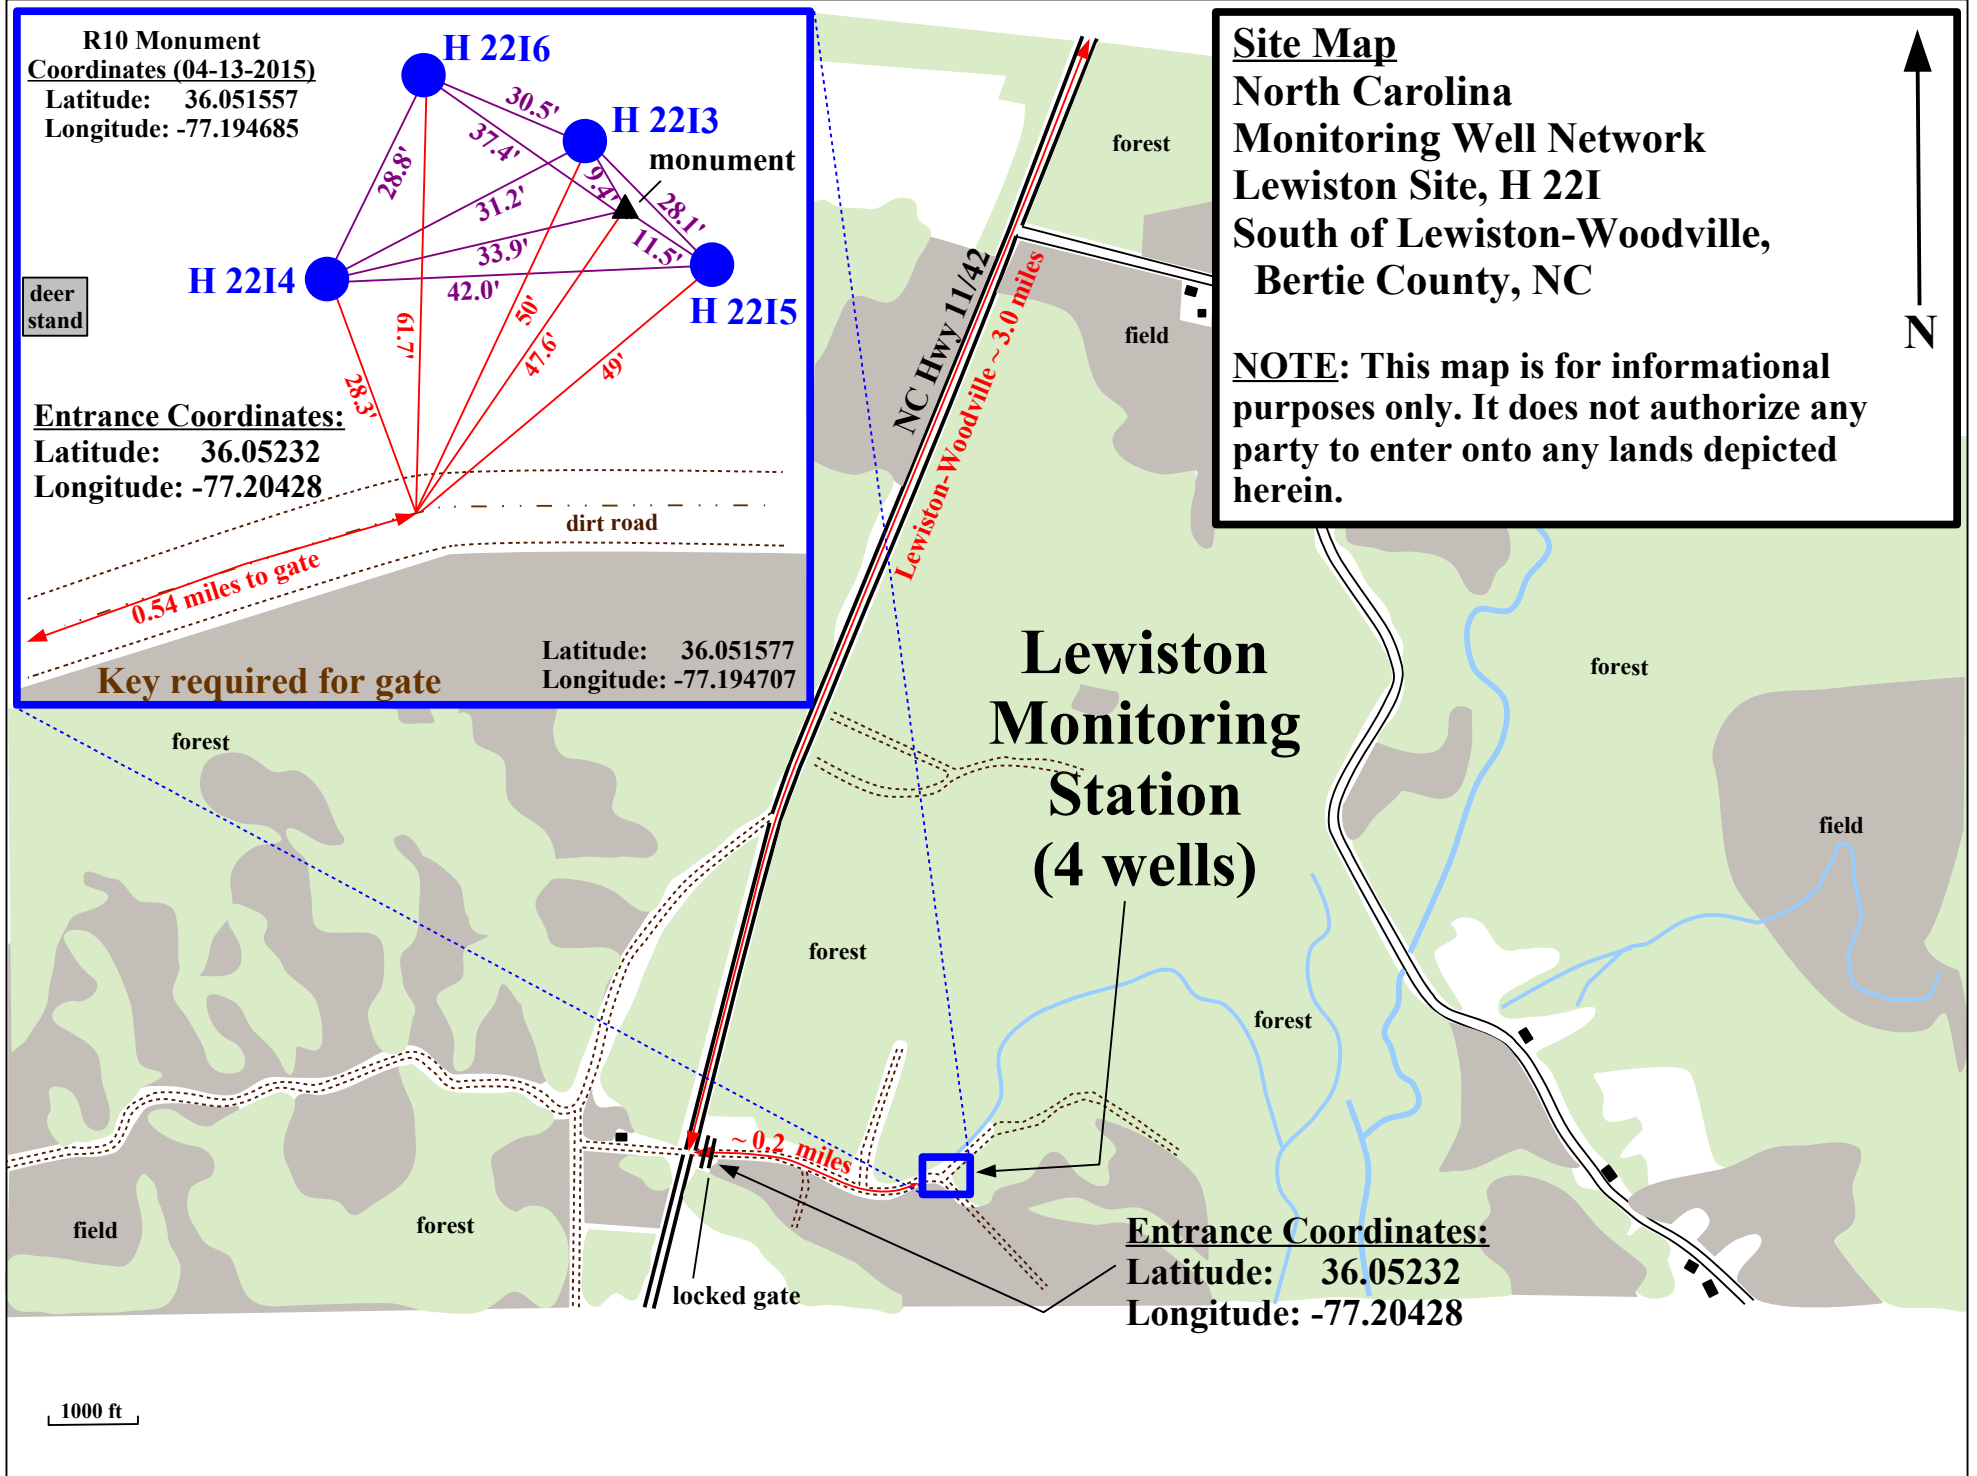 R10 Monument
Coordinates (04-13-2015)
Latitude: 36.051557
Longitude: -77.194685
H 22I6
H 22I3
monument
H 22I4
H 22I5
30.5'
37.4'
28.8'
9.4'
28.1'
31.2'
33.9'
11.5'
42.0'
61.7'
50'
47.6'
49'
28.3'
deer
stand
Entrance Coordinates:
Latitude: 36.05232
Longitude: -77.20428
dirt road
0.54 miles to gate
Key required for gate
Latitude: 36.051577
Longitude: -77.194707
Site Map
North Carolina
Monitoring Well Network
Lewiston Site, H 22I
South of Lewiston-Woodville,
Bertie County, NC
NOTE: This map is for informational
purposes only. It does not authorize any
party to enter onto any lands depicted
herein.
N
forest
field
NC Hwy 11/42
Lewiston-Woodville ~ 3.0 miles
Lewiston
Monitoring
Station
(4 wells)
forest
forest
field
forest
forest
~ 0.2 miles
field
forest
locked gate
Entrance Coordinates:
Latitude: 36.05232
Longitude: -77.20428
1000 ft